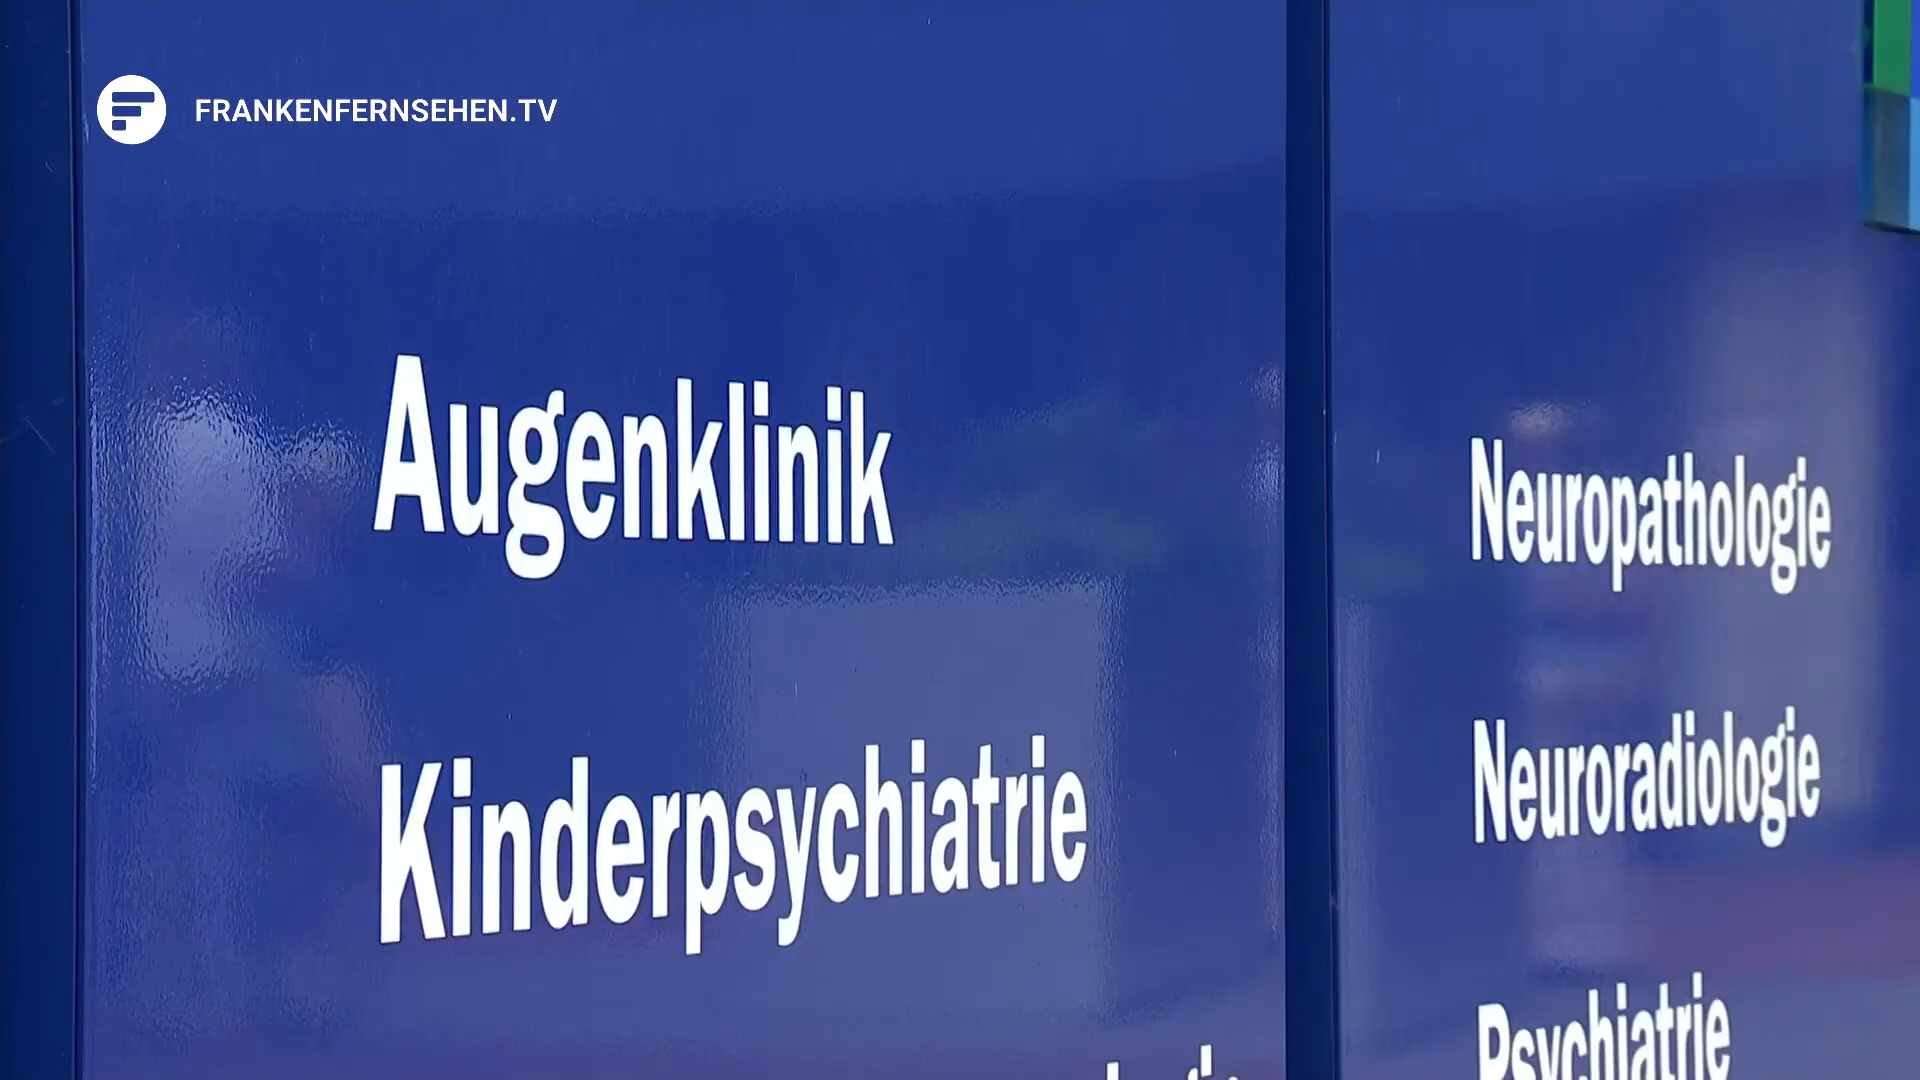 FRANKENFERNSEHEN.TV
Augenklinik
Kinderpsychiatrie
Neuropathologie
Neuroradiologie
Psychiatrie